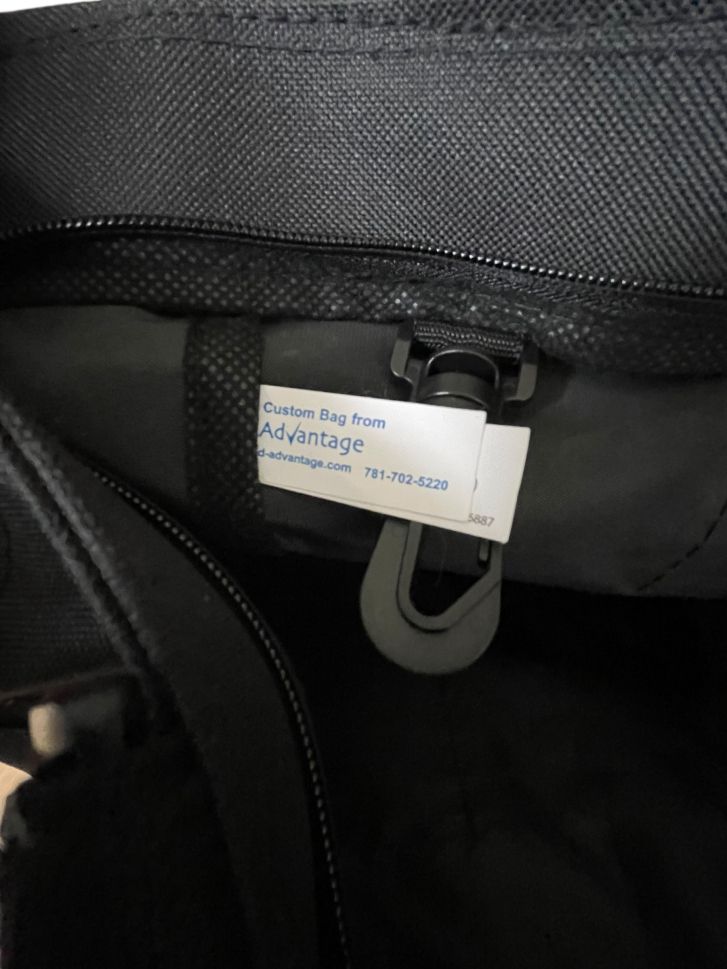 Custom Bag from
Advantage
d-advantage.com 781-702-5220
)
5887